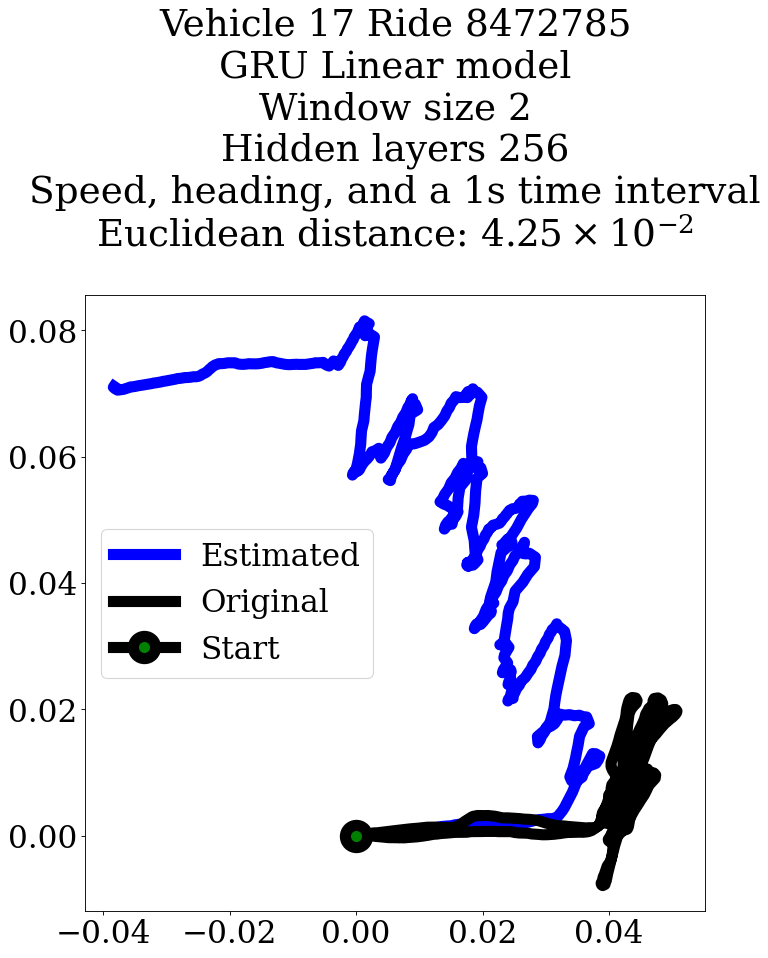 Vehicle 17 Ride 8472785
GRU Linear model
Window size 2
Hidden layers 256
Speed, heading, and a 1s time interval
Euclidean distance: 4.25 × 10⁻²
0.08
0.06
0.04
0.02
0.00
Estimated
Original
Start
−0.04 −0.02 0.00 0.02 0.04